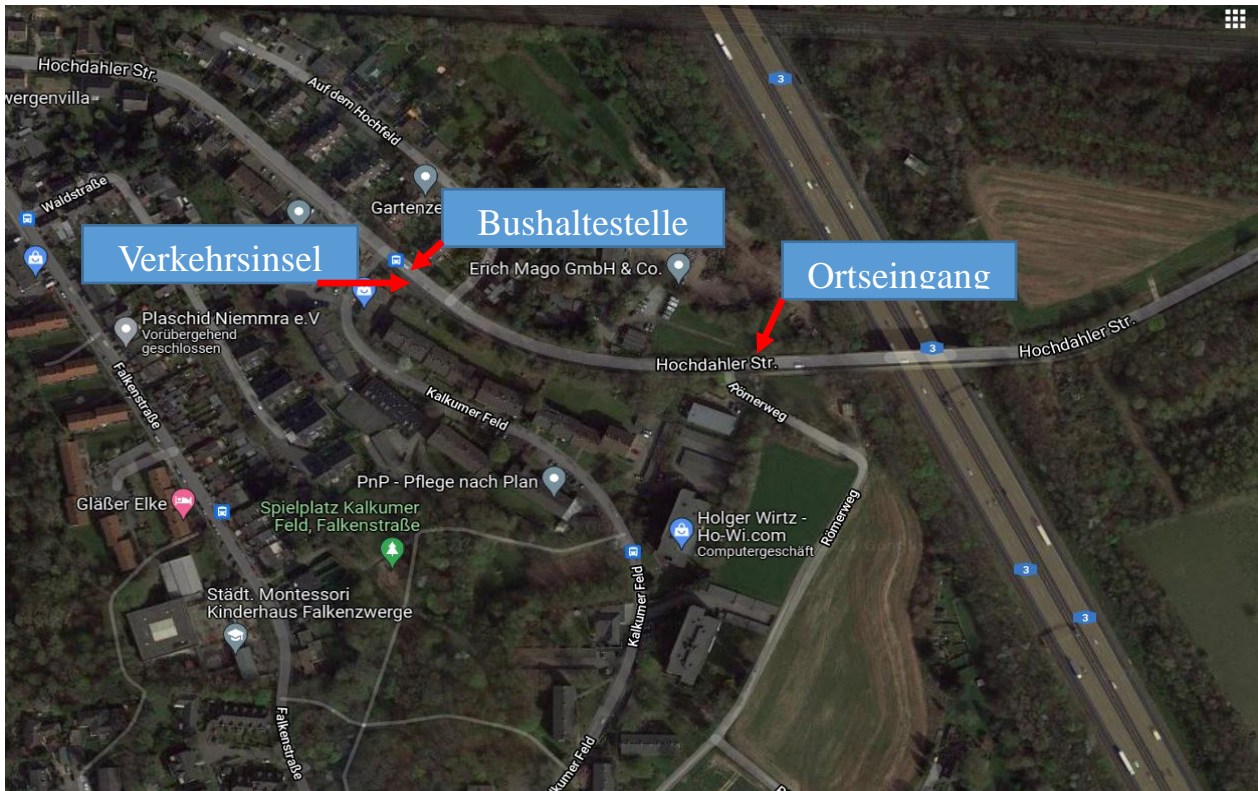 Hochdahler Str.
wergenvilla
Auf dem Hochfeld
3
3
Waldstraße
Gartenze
Bushaltestelle
Verkehrsinsel
Erich Mago GmbH & Co.
Ortseingang
Plaschid Niemmra e.V
Vorübergehend
geschlossen
Hochdahler Str.
3
Hochdahler Str.
Römerweg
Falkenstraße
Kalkumer Feld
PnP - Pflege nach Plan
Gläßer Elke
Spielplatz Kalkumer
Feld, Falkenstraße
Holger Wirtz -
Ho-Wi.com
Computergeschäft
Römerweg
3
Städt. Montessori
Kinderhaus Falkenzwerge
Kalkumer Feld
3
Falkenstraße
Kalkumer Feld